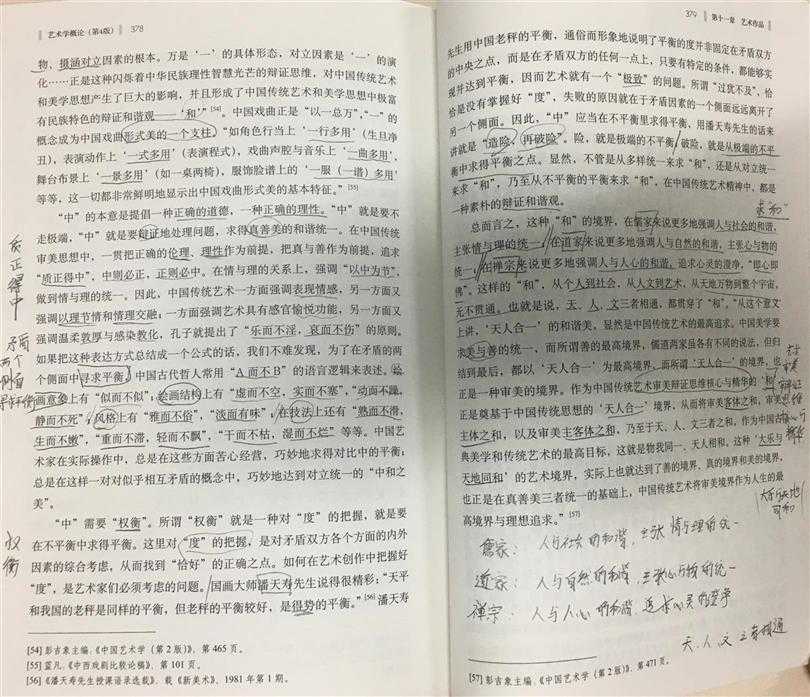 艺术学概论（第4版） 378
物，摄涵对立因素的根本。万是‘一’的具体形态，对立因素是‘一’的演
化……正是这种闪烁着中华民族理性智慧光芒的辩证思维，对中国传统艺术
和美学思想产生了巨大的影响，并且形成了中国传统艺术和美学思想中极富
有民族特色的辩证和谐观——‘和’”[54]。中国戏曲正是“以一总万”，“一”的
概念成为中国戏曲形式美的一个支柱，“如角色行当上‘一行多用’（生旦净
丑），表演动作上‘一式多用’（表演程式），戏曲声腔与音乐上‘一曲多用’，
舞台布景上‘一景多用’（如一桌两椅），服饰脸谱上的‘一服（一谱）多用’
等等，这一切都非常鲜明地显示出中国戏曲形式美的基本特征。”[55]
“中”的本意是提倡一种正确的道德，一种正确的理性。“中”就是要不
走极端，“中”就是要辩证地处理问题，求得真善美的和谐统一。在中国传统
审美思想中，一贯把正确的伦理、理性作为前提，把真与善作为前提，追求
“质正得中”，中则必正，正则必中。在情与理的关系上，强调“以中为节”，
做到情与理的统一。因此，中国传统艺术一方面强调表现情感，另一方面又
强调以理节情和情理交融；一方面强调艺术具有感官愉悦功能，另一方面又
强调温柔敦厚与感染教化，孔子就提出了“乐而不淫，哀而不伤”的原则。
如果把这种表达方式总结成一个公式的话，我们不难发现，为了在矛盾的两
个侧面中寻求平衡，中国古代哲人常用“A而不B”的语言逻辑来表达。绘
画意象上有“似而不似”；绘画结构上有“虚而不空，实而不塞”，“动而不躁，
静而不死”；风格上有“雅而不俗”，“淡而有味”；在技法上还有“熟而不滑，
生而不嫩”，“重而不滞，轻而不飘”，“干而不枯，湿而不烂”等等。中国艺
术家在实际操作中，总是在这些方面苦心经营，巧妙地求得对比中的平衡，
总是在这样一对对似乎相互矛盾的概念中，巧妙地达到对立统一的“中和之
美”。
“中”需要“权衡”。所谓“权衡”就是一种对“度”的把握，就是要
在不平衡中求得平衡。这里对“度”的把握，是对矛盾双方各个方面的内外
因素的综合考虑，从而找到“恰好”的正确之点。如何在艺术创作中把握好
“度”，是艺术家们必须考虑的问题。国画大师潘天寿先生说得很精彩：“天平
和我国的老秤是同样的平衡，但老秤的平衡较好，是得势的平衡。”[56] 潘天寿
[54] 彭吉象主编：《中国艺术学（第2版）》，第465页。
[55] 蓝凡：《中西戏剧比较论稿》，第101页。
[56] 《潘天寿先生授课语录选载》，载《新美术》，1981年第1期。
质正得中
矛盾
两个
侧面
寻求平衡
权衡
379 第十一章 艺术作品
先生用中国老秤的平衡，通俗而形象地说明了平衡的度并非固定在矛盾双方
的中央之点，而是在矛盾双方的任何一点上，只要有特定的条件，都能够实
现并达到平衡，因而艺术就有一个“极致”的问题。所谓“过犹不及”，恰
恰是没有掌握好“度”，失败的原因就在于矛盾因素的一个侧面远远离开了
另一个侧面。因此，“中”应当在不平衡里求得平衡，用潘天寿先生的话来
讲就是“造险，再破险”。险，就是极端的不平衡，破险，就是从极端的不平
衡中求得平衡之点。显然，不管是从多样统一来求“和”，还是从对立统一
来求“和”，乃至从不平衡的平衡来求“和”，在中国传统艺术精神中，都是
一种素朴的辩证和谐观。
求“和”
总而言之，这种“和”的境界，在儒家来说更多地强调人与社会的和谐，
主张情与理的统一；在道家来说更多地强调人与自然的和谐，主张心与物的
统一；在禅宗来说更多地强调人与人心的和谐，追求心灵的澄净，“即心即
佛”。这样的“和”，从个人到社会，从人文到艺术，从天地万物到整个宇宙，
无不贯通。也就是说，天、人、文三者相通，都贯穿了“和”，“从这个意义
上讲，‘天人合一’的和谐美，显然是中国传统艺术的最高追求。中国美学要
求美与善的统一，而所谓善的最高境界，儒道两家虽各有不同的说法，但归
结到最后，都以‘天人合一’为最高境界，而所谓‘天人合一’的境界，也
正是一种审美的境界。作为中国传统艺术审美辩证思维核心与精华的‘和’，
正是奠基于中国传统思想的‘天人合一’境界，从而将审美客体之和，审美
主体之和，以及审美主客体之和，乃至于天、人、文三者之和，作为中国古
典美学和传统艺术的最高目标，这就是物我同一、天人相和。这种‘大乐与
天地同和’的艺术境界，实际上也就达到了善的境界、真的境界和美的境界，
也正是在真善美三者统一的基础上，中国传统艺术将审美境界作为人生的最
高境界与理想追求。”[57]
大乐与天地
同和
儒家： 人与社会的和谐，主张情与理的统一
道家： 人与自然的和谐，主张心与物的统一
禅宗： 人与人心的和谐，追求心灵的澄净
天、人、文三者相通
[57] 彭吉象主编：《中国艺术学（第2版）》，第471页。